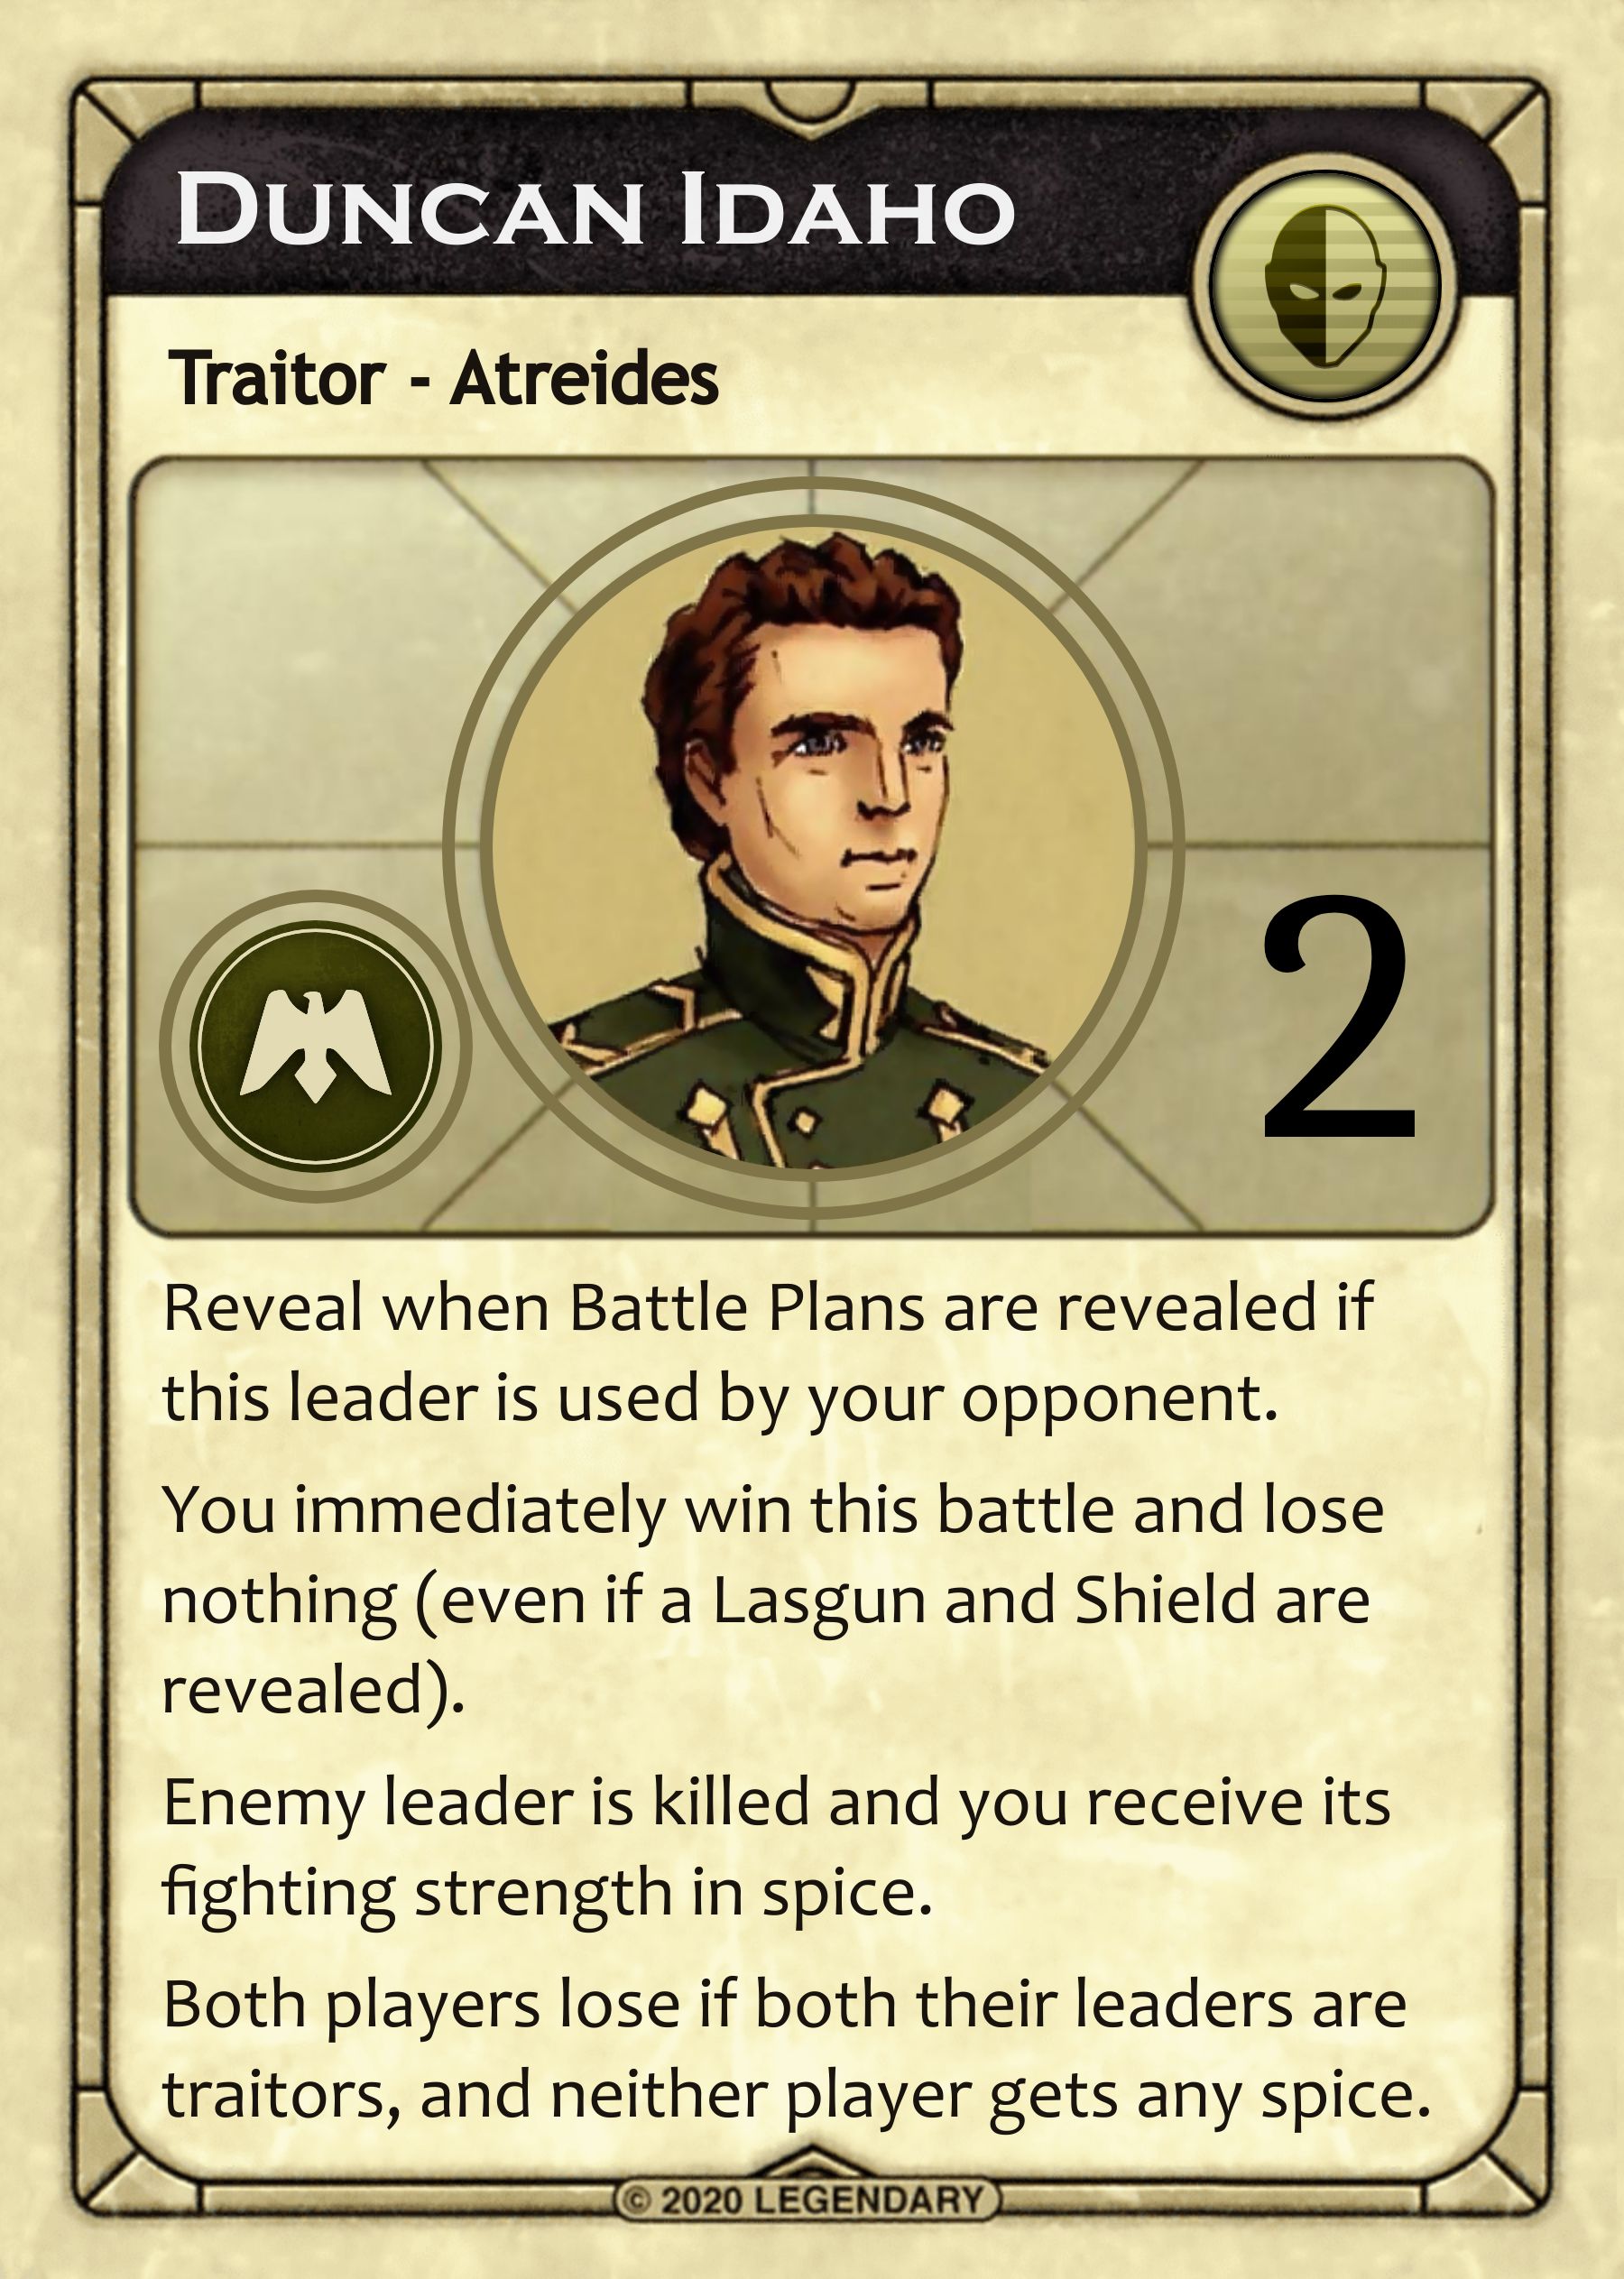 Duncan Idaho
Traitor - Atreides
2
Reveal when Battle Plans are revealed if
this leader is used by your opponent.
You immediately win this battle and lose
nothing (even if a Lasgun and Shield are
revealed).
Enemy leader is killed and you receive its
fighting strength in spice.
Both players lose if both their leaders are
traitors, and neither player gets any spice.
© 2020 LEGENDARY